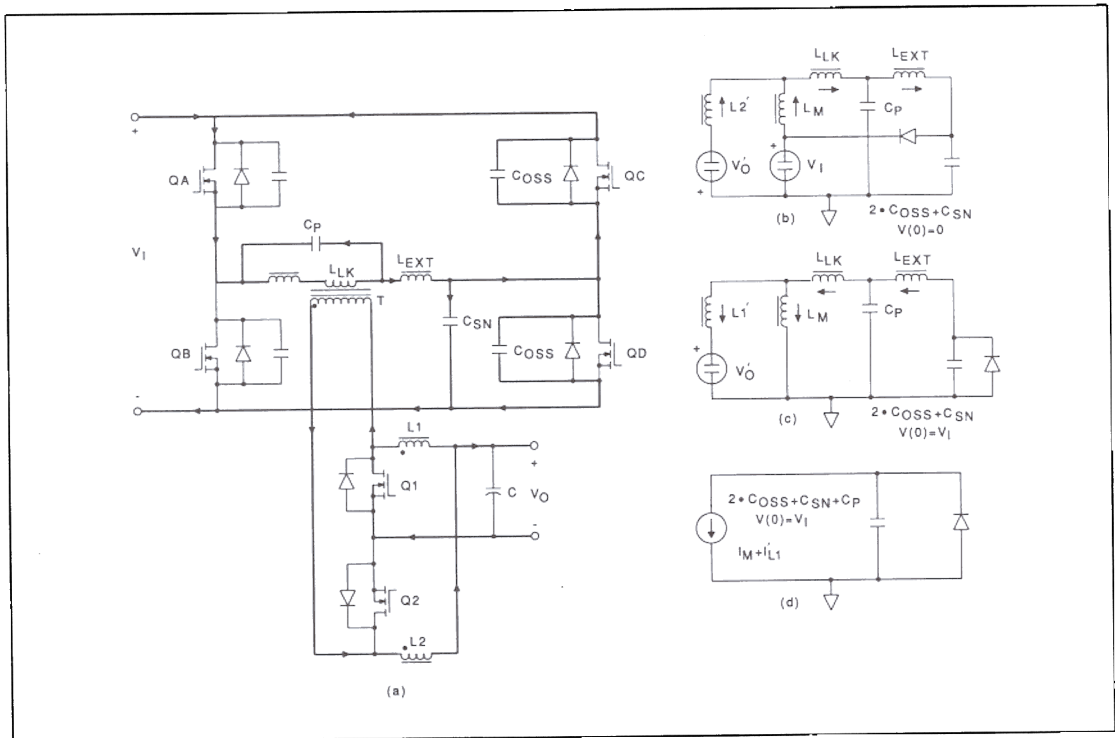 +
QA
COSS
QC
CP
VI
LEXT
LLK
T
CSN
QB
COSS
QD
-
L1
+
Q1
C
VO
-
Q2
L2
(a)
LLK
LEXT
L2'
LM
CP
+
VO'
+
VI
2•COSS+CSN
V(0)=0
(b)
LLK
LEXT
L1'
LM
CP
+
VO'
2•COSS+CSN
V(0)=VI
(c)
2•COSS+CSN+CP
V(0)=VI
IM+I'L1
(d)